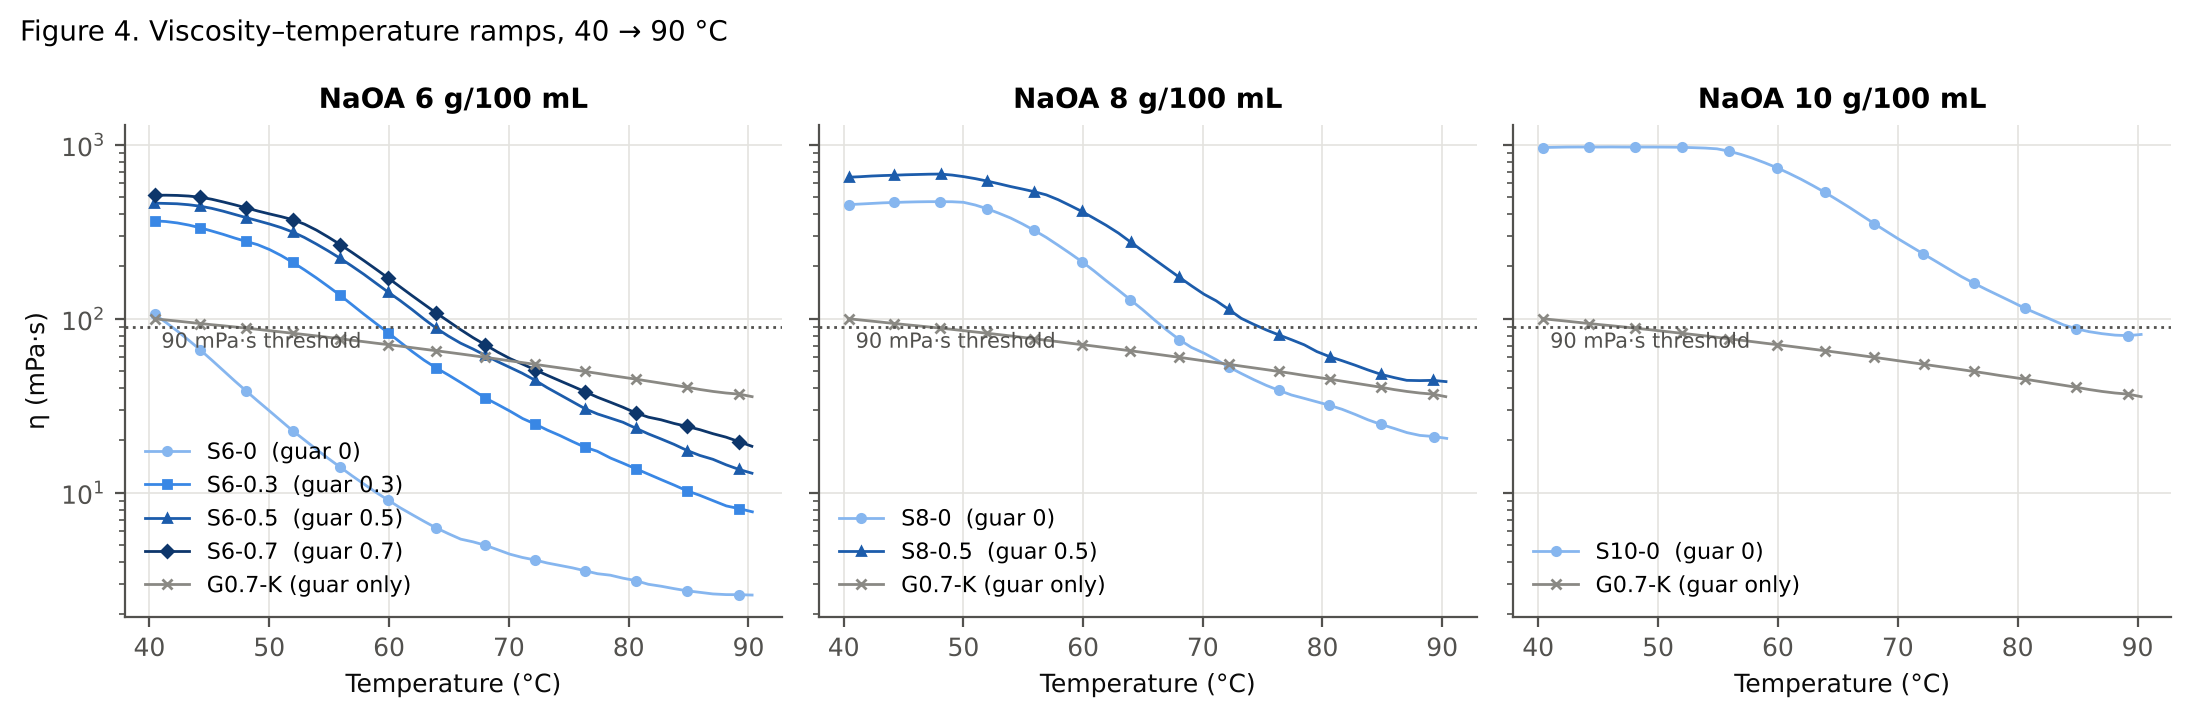 Figure 4. Viscosity–temperature ramps, 40 → 90 °C
NaOA 6 g/100 mL
η (mPa·s)
10³
10²
10¹
90 mPa·s threshold
S6-0 (guar 0)
S6-0.3 (guar 0.3)
S6-0.5 (guar 0.5)
S6-0.7 (guar 0.7)
G0.7-K (guar only)
40 50 60 70 80 90
Temperature (°C)
NaOA 8 g/100 mL
90 mPa·s threshold
S8-0 (guar 0)
S8-0.5 (guar 0.5)
G0.7-K (guar only)
40 50 60 70 80 90
Temperature (°C)
NaOA 10 g/100 mL
90 mPa·s threshold
S10-0 (guar 0)
G0.7-K (guar only)
40 50 60 70 80 90
Temperature (°C)